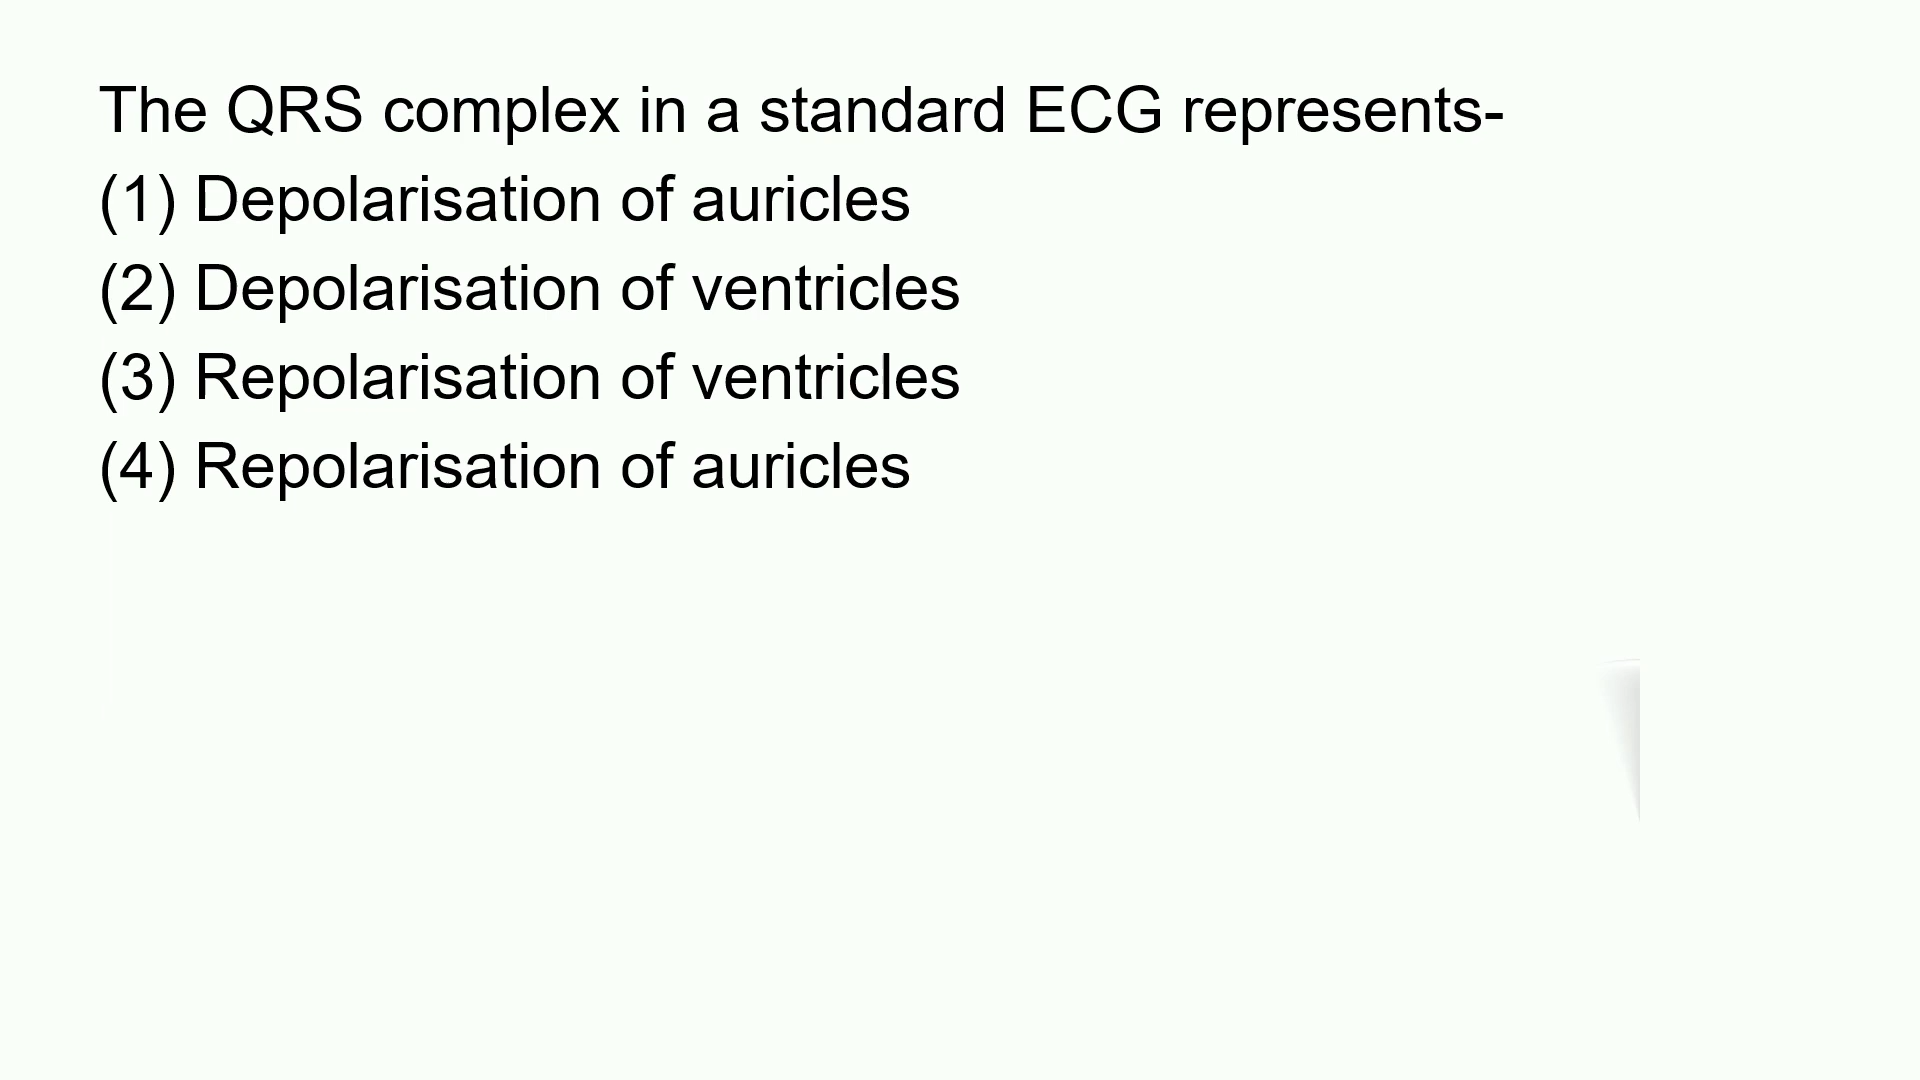 The QRS complex in a standard ECG represents-
(1) Depolarisation of auricles
(2) Depolarisation of ventricles
(3) Repolarisation of ventricles
(4) Repolarisation of auricles